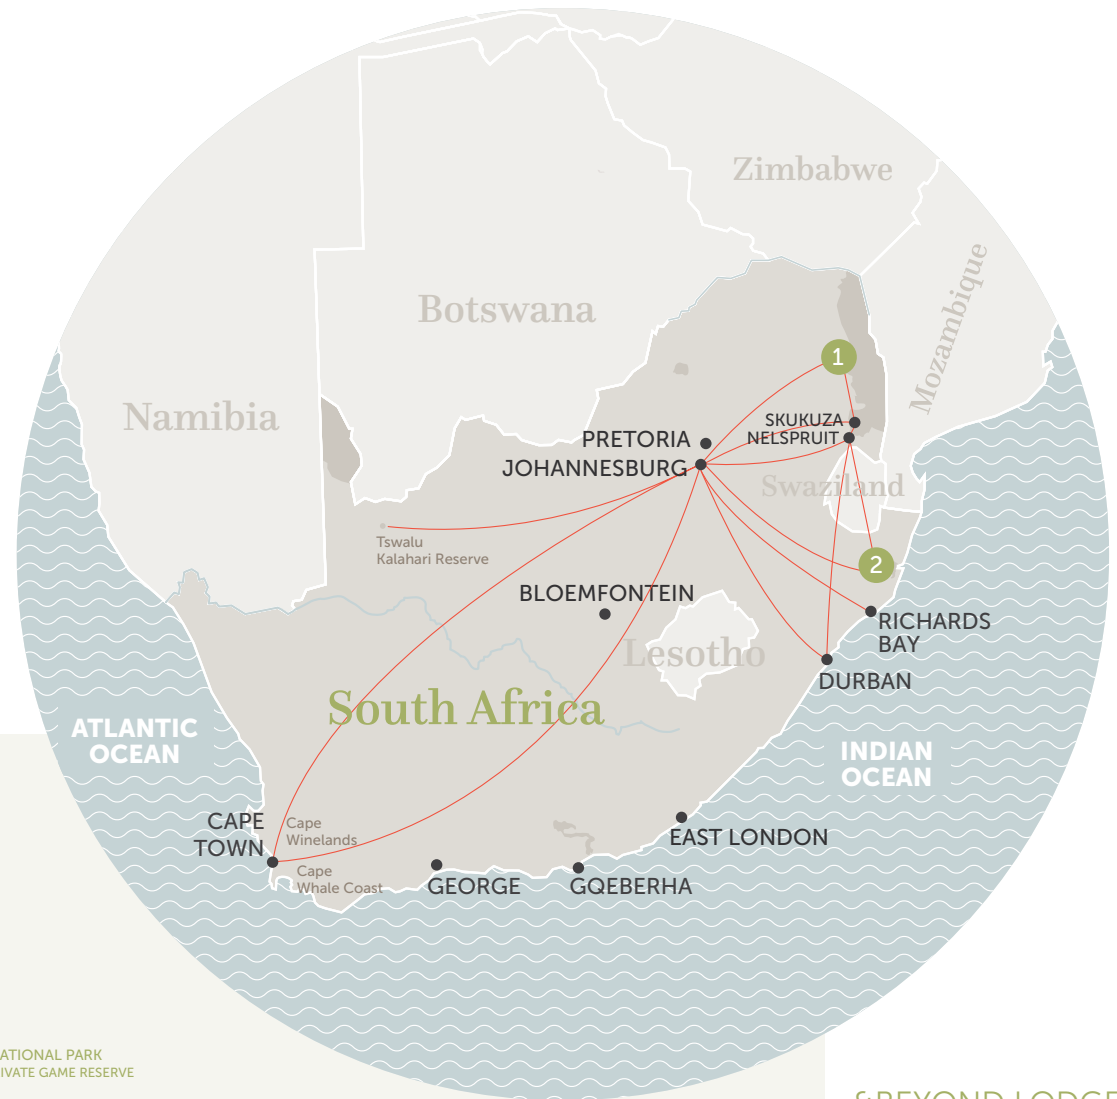 Zimbabwe
Botswana
Mozambique
Namibia
1
SKUKUZA
NELSPRUIT
PRETORIA
JOHANNESBURG
Swaziland
Tswalu
Kalahari Reserve
2
BLOEMFONTEIN
RICHARDS
BAY
Lesotho
DURBAN
South Africa
ATLANTIC
OCEAN
INDIAN
OCEAN
CAPE
TOWN
Cape
Winelands
EAST LONDON
Cape
Whale Coast
GEORGE
GQEBERHA
ATIONAL PARK
IVATE GAME RESERVE
&BEYOND LODGE